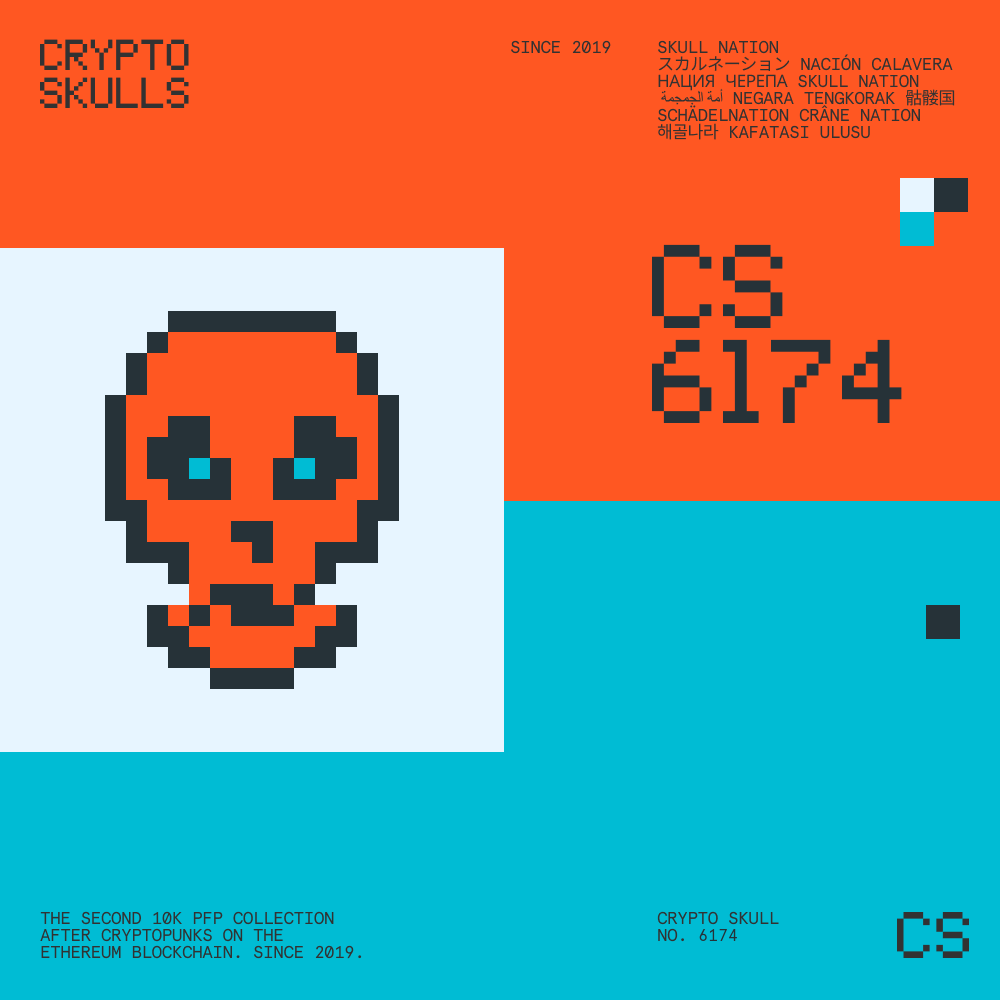 CRYPTO
SKULLS
SINCE 2019
SKULL NATION
スカルネーション NACIÓN CALAVERA
НАЦИЯ ЧЕРЕПА SKULL NATION
أمة الجمجمة NEGARA TENGKORAK 骷髅国
SCHÄDELNATION CRÂNE NATION
해골나라 KAFATASI ULUSU
CS
6174
THE SECOND 10K PFP COLLECTION
AFTER CRYPTOPUNKS ON THE
ETHEREUM BLOCKCHAIN. SINCE 2019.
CRYPTO SKULL
NO. 6174
CS